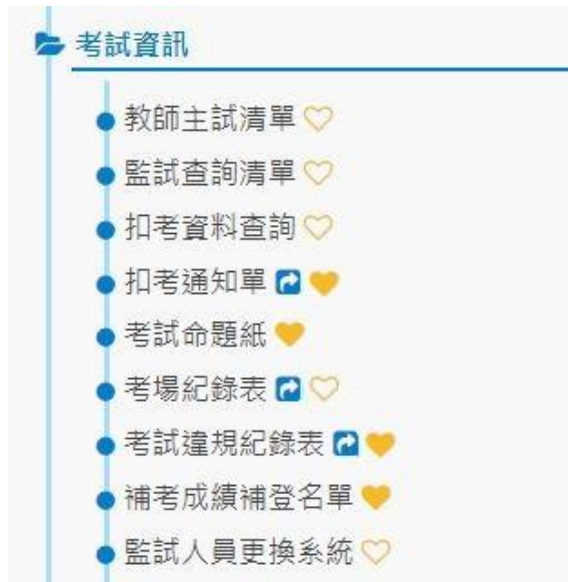 考試資訊
教師主試清單
監試查詢清單
扣考資料查詢
扣考通知單
考試命題紙
考場紀錄表
考試違規紀錄表
補考成績補登名單
監試人員更換系統